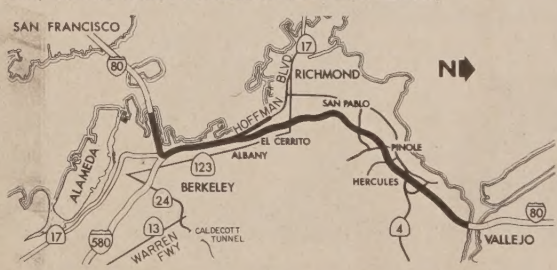 SAN FRANCISCO
80
17
HOFFMAN BLVD
RICHMOND
N
SAN PABLO
ALAMEDA
EL CERRITO
ALBANY
PINOLE
123
BERKELEY
HERCULES
24
17
580
13
WARREN FWY
CALDECOTT
TUNNEL
4
80
VALLEJO